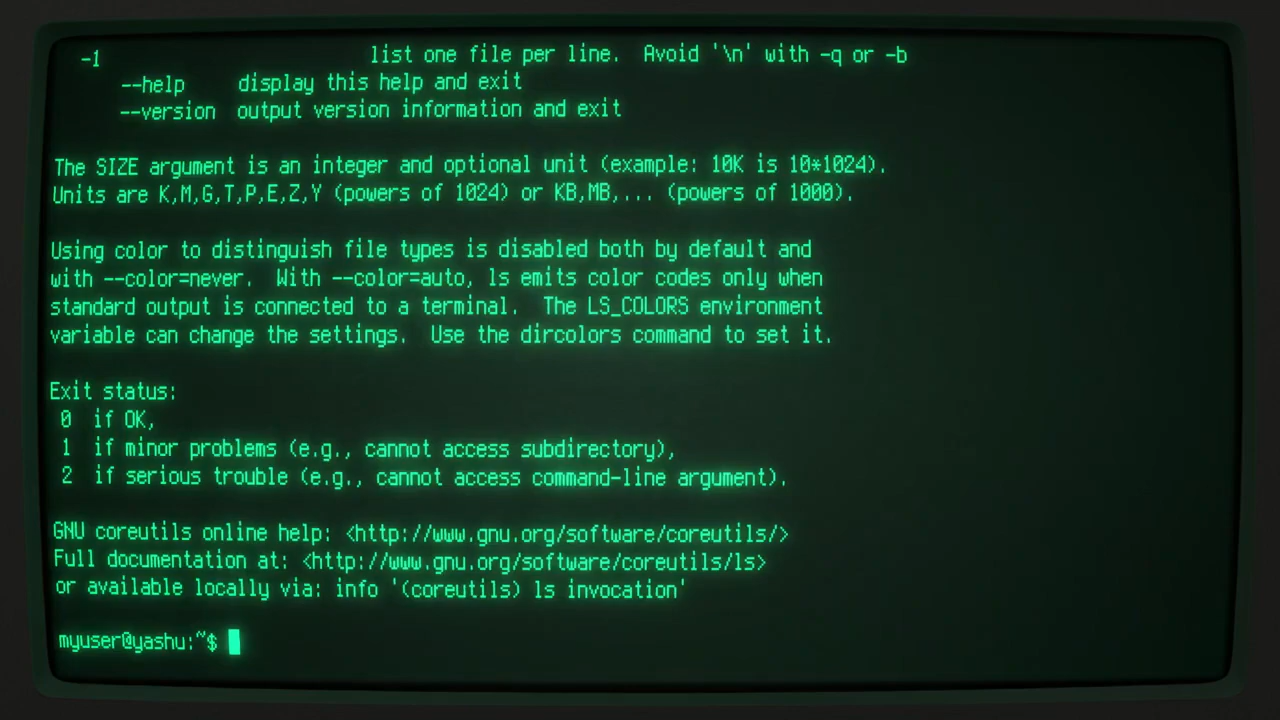 -1 list one file per line.  Avoid '\n' with -q or -b
--help display this help and exit
--version output version information and exit
The SIZE argument is an integer and optional unit (example: 10K is 10*1024).
Units are K,M,G,T,P,E,Z,Y (powers of 1024) or KB,MB,... (powers of 1000).
Using color to distinguish file types is disabled both by default and
with --color=never.  With --color=auto, ls emits color codes only when
standard output is connected to a terminal.  The LS_COLORS environment
variable can change the settings.  Use the dircolors command to set it.
Exit status:
0 if OK,
1 if minor problems (e.g., cannot access subdirectory),
2 if serious trouble (e.g., cannot access command-line argument).
GNU coreutils online help: <http://www.gnu.org/software/coreutils/>
Full documentation at: <http://www.gnu.org/software/coreutils/ls>
or available locally via: info '(coreutils) ls invocation'
myuser@yashu:~$